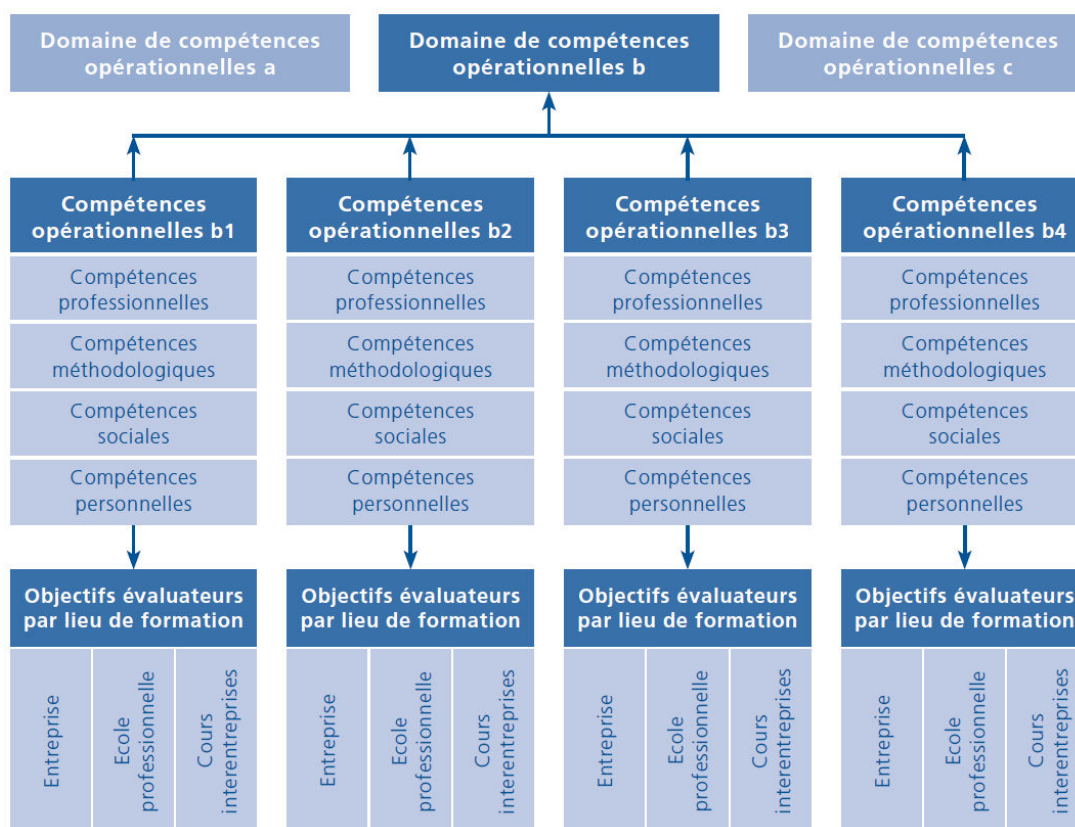 Domaine de compétences
opérationnelles a
Domaine de compétences
opérationnelles b
Domaine de compétences
opérationnelles c
Compétences
opérationnelles b1
Compétences
professionnelles
Compétences
méthodologiques
Compétences
sociales
Compétences
personnelles
Objectifs évaluateurs
par lieu de formation
Entreprise
Ecole
professionnelle
Cours
interentreprises
Compétences
opérationnelles b2
Compétences
professionnelles
Compétences
méthodologiques
Compétences
sociales
Compétences
personnelles
Objectifs évaluateurs
par lieu de formation
Entreprise
Ecole
professionnelle
Cours
interentreprises
Compétences
opérationnelles b3
Compétences
professionnelles
Compétences
méthodologiques
Compétences
sociales
Compétences
personnelles
Objectifs évaluateurs
par lieu de formation
Entreprise
Ecole
professionnelle
Cours
interentreprises
Compétences
opérationnelles b4
Compétences
professionnelles
Compétences
méthodologiques
Compétences
sociales
Compétences
personnelles
Objectifs évaluateurs
par lieu de formation
Entreprise
Ecole
professionnelle
Cours
interentreprises